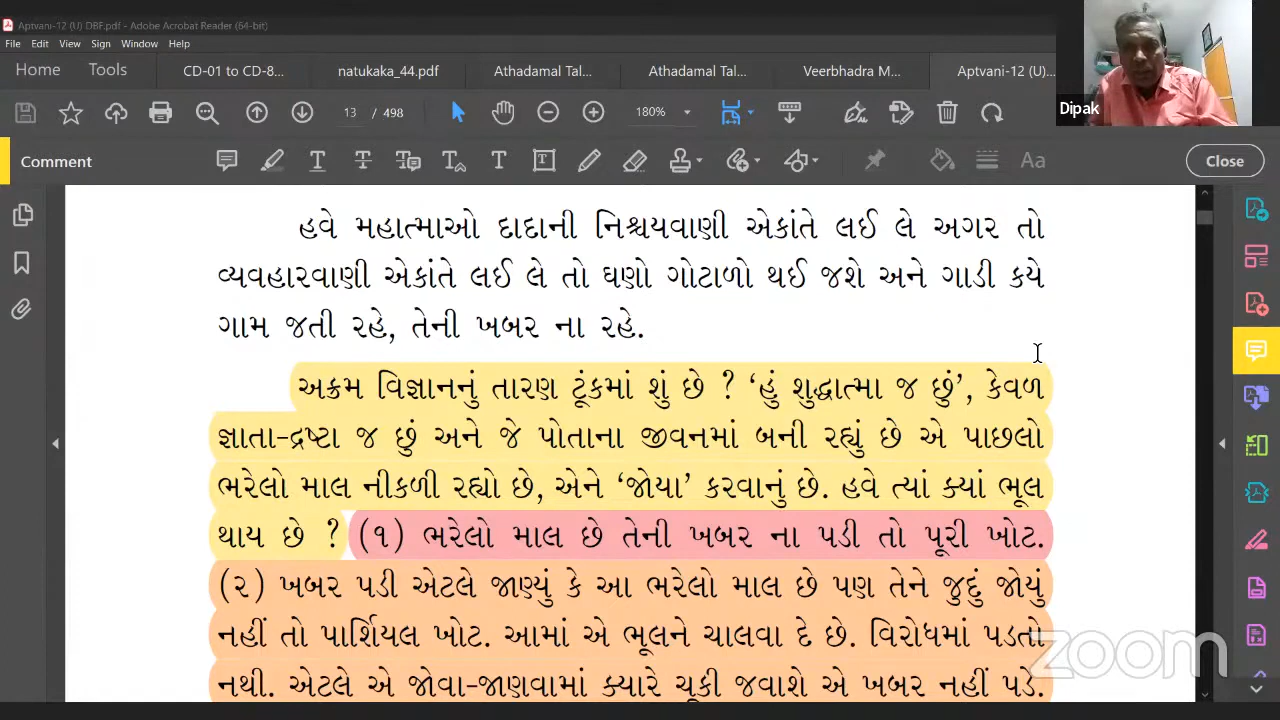 Aptvani-12 (U) DBF.pdf - Adobe Acrobat Reader (64-bit)
File Edit View Sign Window Help
Home Tools CD-01 to CD-8... natukaka_44.pdf Athadamal Tal... Athadamal Tal... Veerbhadra M... Aptvani-12 (U)...
13 / 498 180%
Dipak
Comment Close
હવે મહાત્માઓ દાદાની નિશ્ચયવાણી એકાંતે લઈ લે અગર તો
વ્યવહારવાણી એકાંતે લઈ લે તો ઘણો ગોટાળો થઈ જશે અને ગાડી કયે
ગામ જતી રહે, તેની ખબર ના રહે.
અક્રમ વિજ્ઞાનનું તારણ ટૂંકમાં શું છે ? ‘હું શુદ્ધાત્મા જ છું’, કેવળ
જ્ઞાતા-દ્રષ્ટા જ છું અને જે પોતાના જીવનમાં બની રહ્યું છે એ પાછલો
ભરેલો માલ નીકળી રહ્યો છે, એને ‘જોયા’ કરવાનું છે. હવે ત્યાં ક્યાં ભૂલ
થાય છે ? (૧) ભરેલો માલ છે તેની ખબર ના પડી તો પૂરી ખોટ.
(૨) ખબર પડી એટલે જાણ્યું કે આ ભરેલો માલ છે પણ તેને જુદું જોયું
નહીં તો પાર્શિયલ ખોટ. આમાં એ ભૂલને ચાલવા દે છે. વિરોધમાં પડતો
નથી. એટલે એ જોવા-જાણવામાં ક્યારે ચૂકી જવાશે એ ખબર નહીં પડે.
zoom